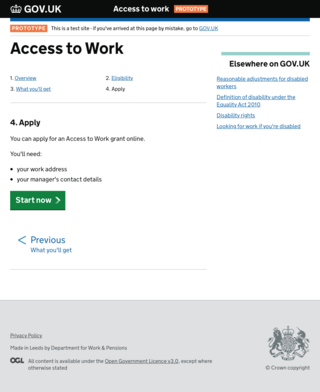 GOV.UK
Access to work PROTOTYPE
PROTOTYPE This is a test site - if you've arrived at this page by mistake, go to GOV.UK
Access to Work
1. Overview
2. Eligibility
3. What you'll get
4. Apply
4. Apply
You can apply for an Access to Work grant online.
You'll need:
• your work address
• your manager's contact details
Start now
Previous
What you'll get
Elsewhere on GOV.UK
Reasonable adjustments for disabled
workers
Definition of disability under the
Equality Act 2010
Disability rights
Looking for work if you're disabled
Privacy Policy
Made in Leeds by Department for Work & Pensions
OGL All content is available under the Open Government Licence v3.0, except where
otherwise stated
© Crown copyright